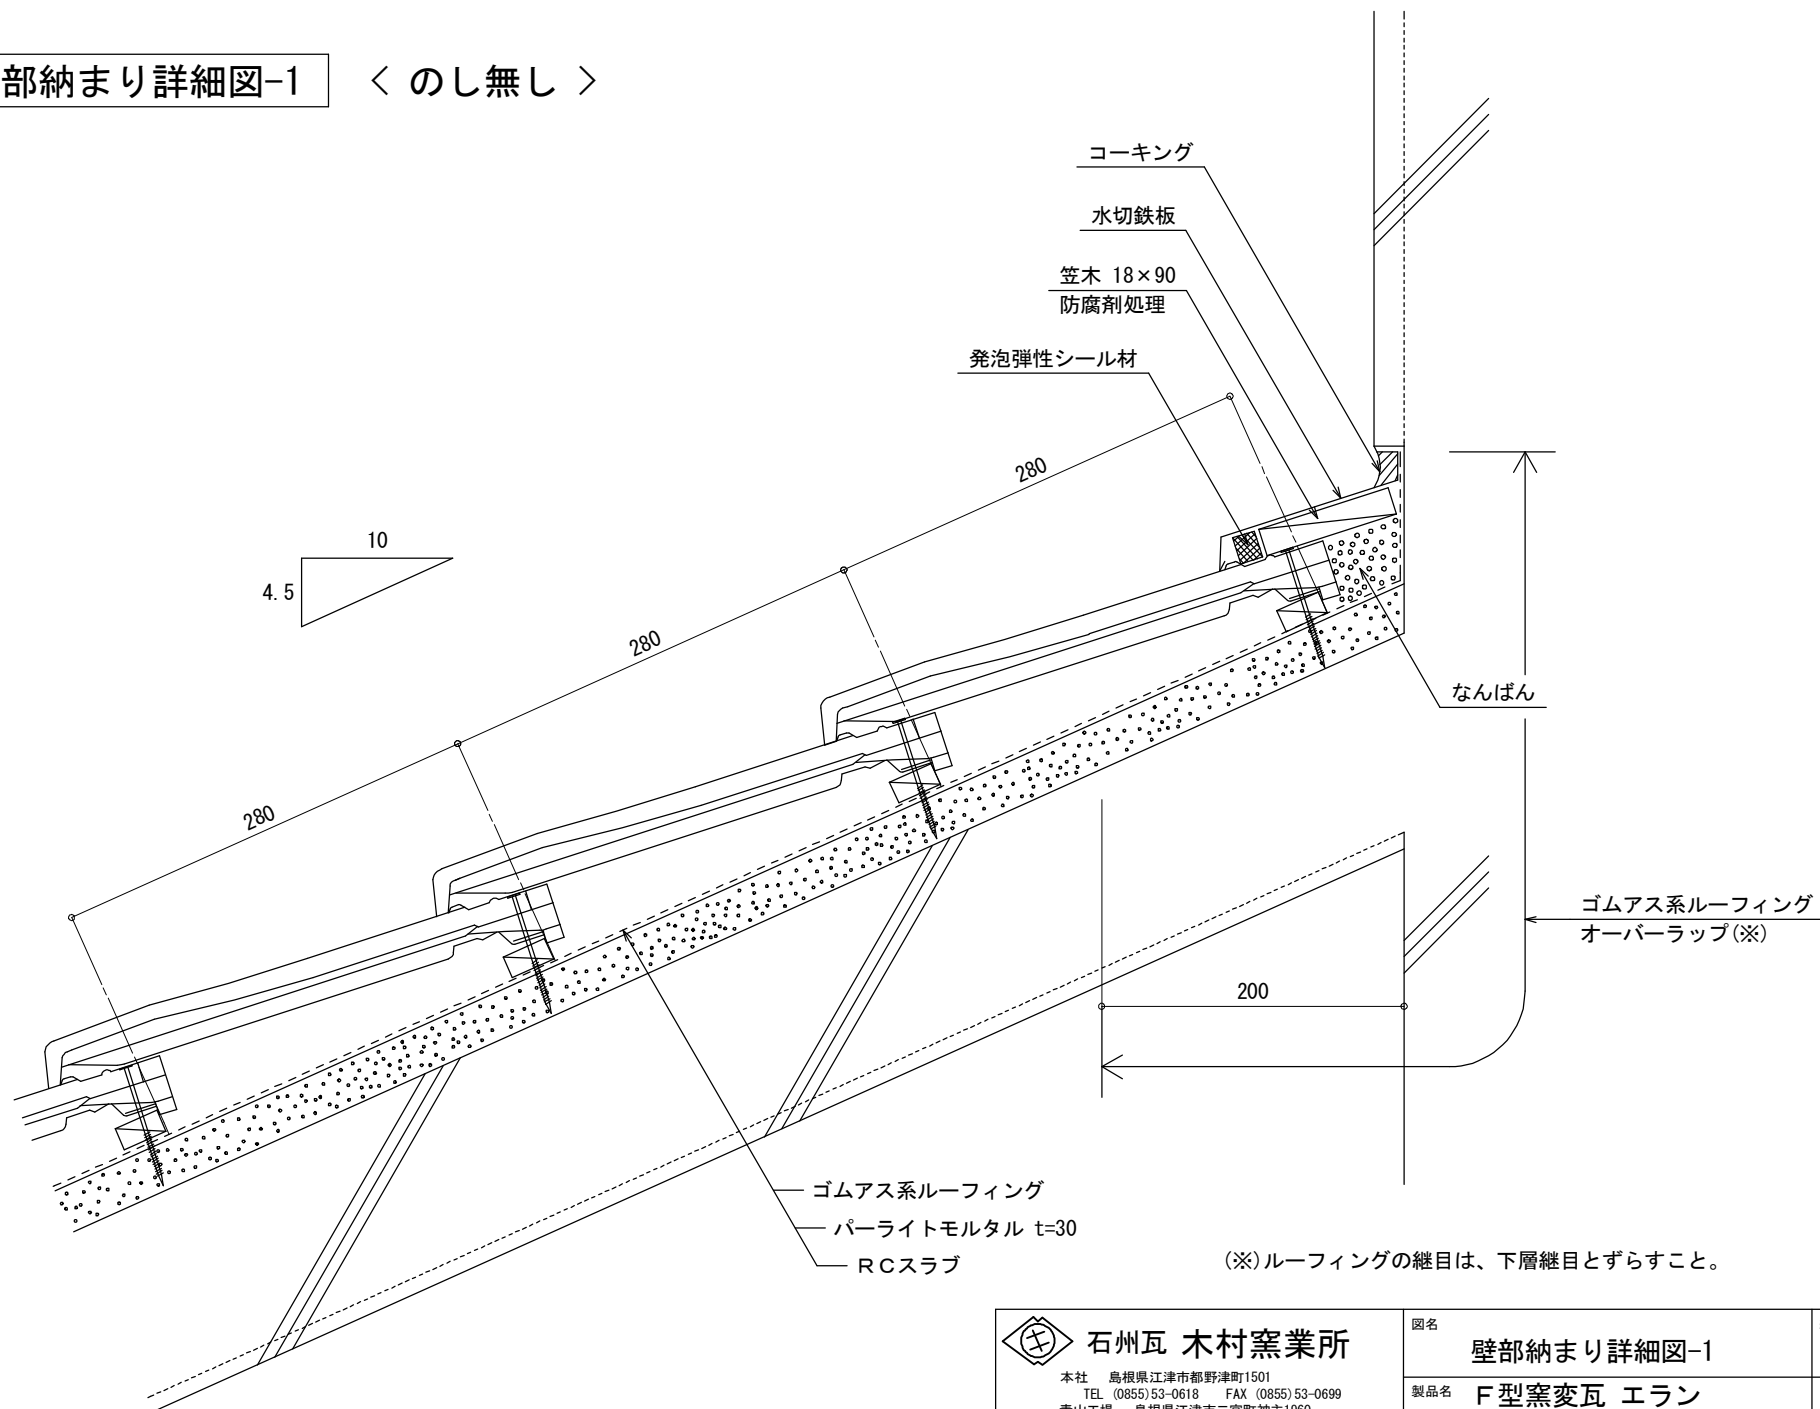 部納まり詳細図-1
〈 のし無し 〉
コーキング
水切鉄板
笠木 18×90
防腐剤処理
発泡弾性シール材
280
10
4.5
280
280
なんばん
ゴムアス系ルーフィング
オーバーラップ(※)
200
ゴムアス系ルーフィング
パーライトモルタル t=30
RCスラブ
(※)ルーフィングの継目は、下層継目とずらすこと。
石州瓦 木村窯業所
本社 島根県江津市都野津町1501
TEL (0855)53-0618 FAX (0855)53-0699
図名
壁部納まり詳細図-1
製品名 F型窯変瓦 エラン